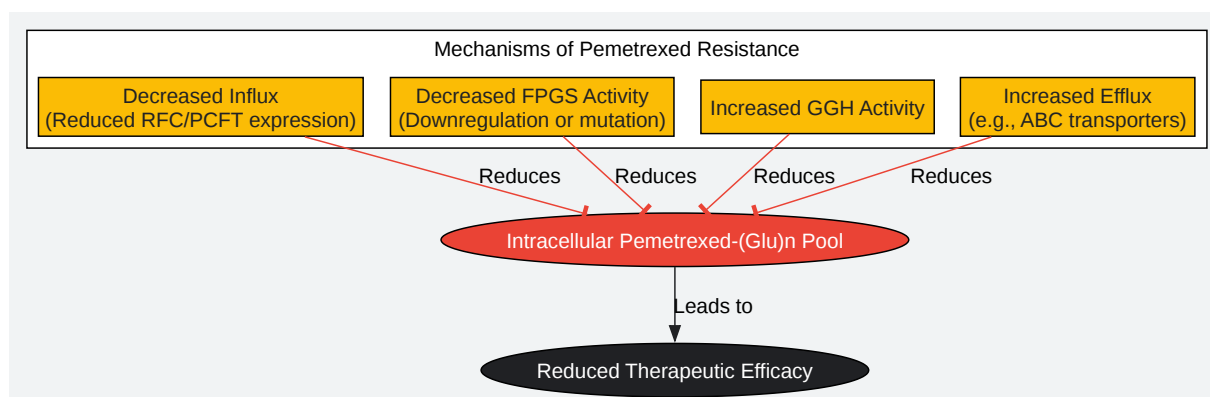 Mechanisms of Pemetrexed Resistance
Decreased Influx
(Reduced RFC/PCFT expression)
Decreased FPGS Activity
(Downregulation or mutation)
Increased GGH Activity
Increased Efflux
(e.g., ABC transporters)
Reduces
Reduces
Reduces
Reduces
Intracellular Pemetrexed-(Glu)n Pool
Leads to
Reduced Therapeutic Efficacy